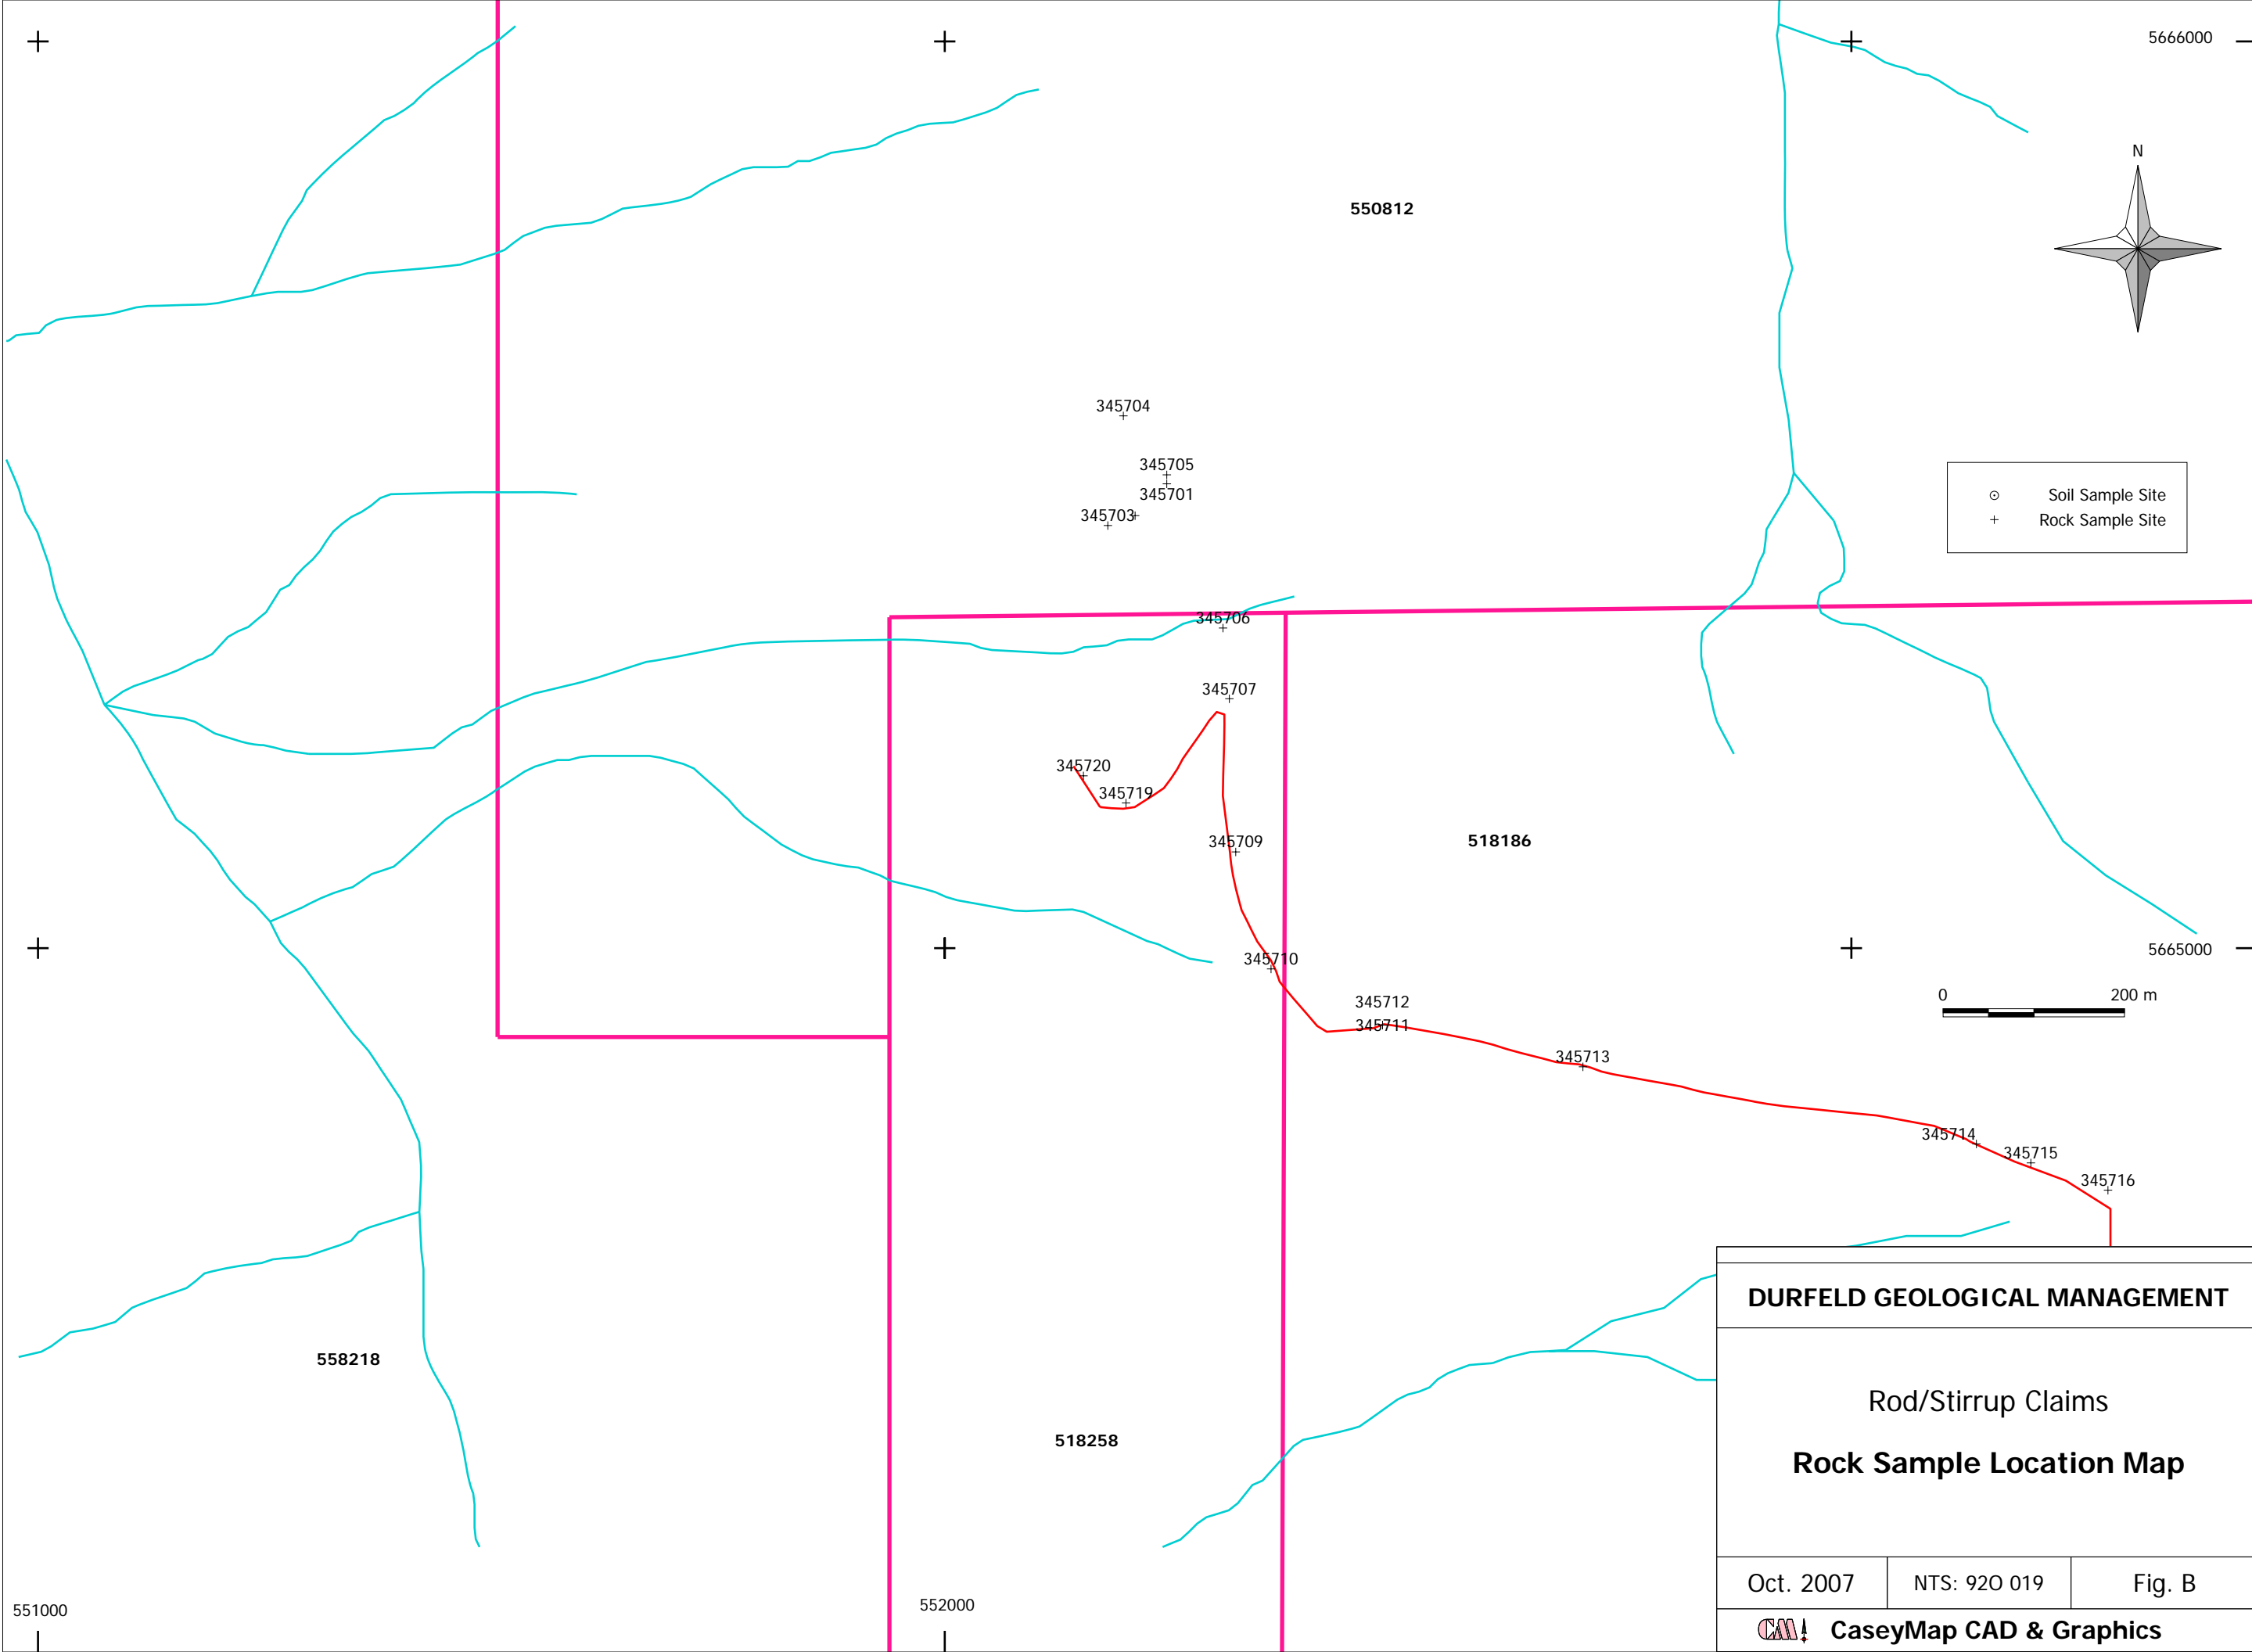 5666000
N
550812
345704
345705
345701
345703
Soil Sample Site
Rock Sample Site
345706
345707
345720
345719
345709
518186
345710
5665000
345712
345711
0 200 m
345713
345714
345715
345716
DURFELD GEOLOGICAL MANAGEMENT
Rod/Stirrup Claims
558218
518258
Rock Sample Location Map
Oct. 2007 NTS: 92O 019 Fig. B
551000
552000
CaseyMap CAD & Graphics